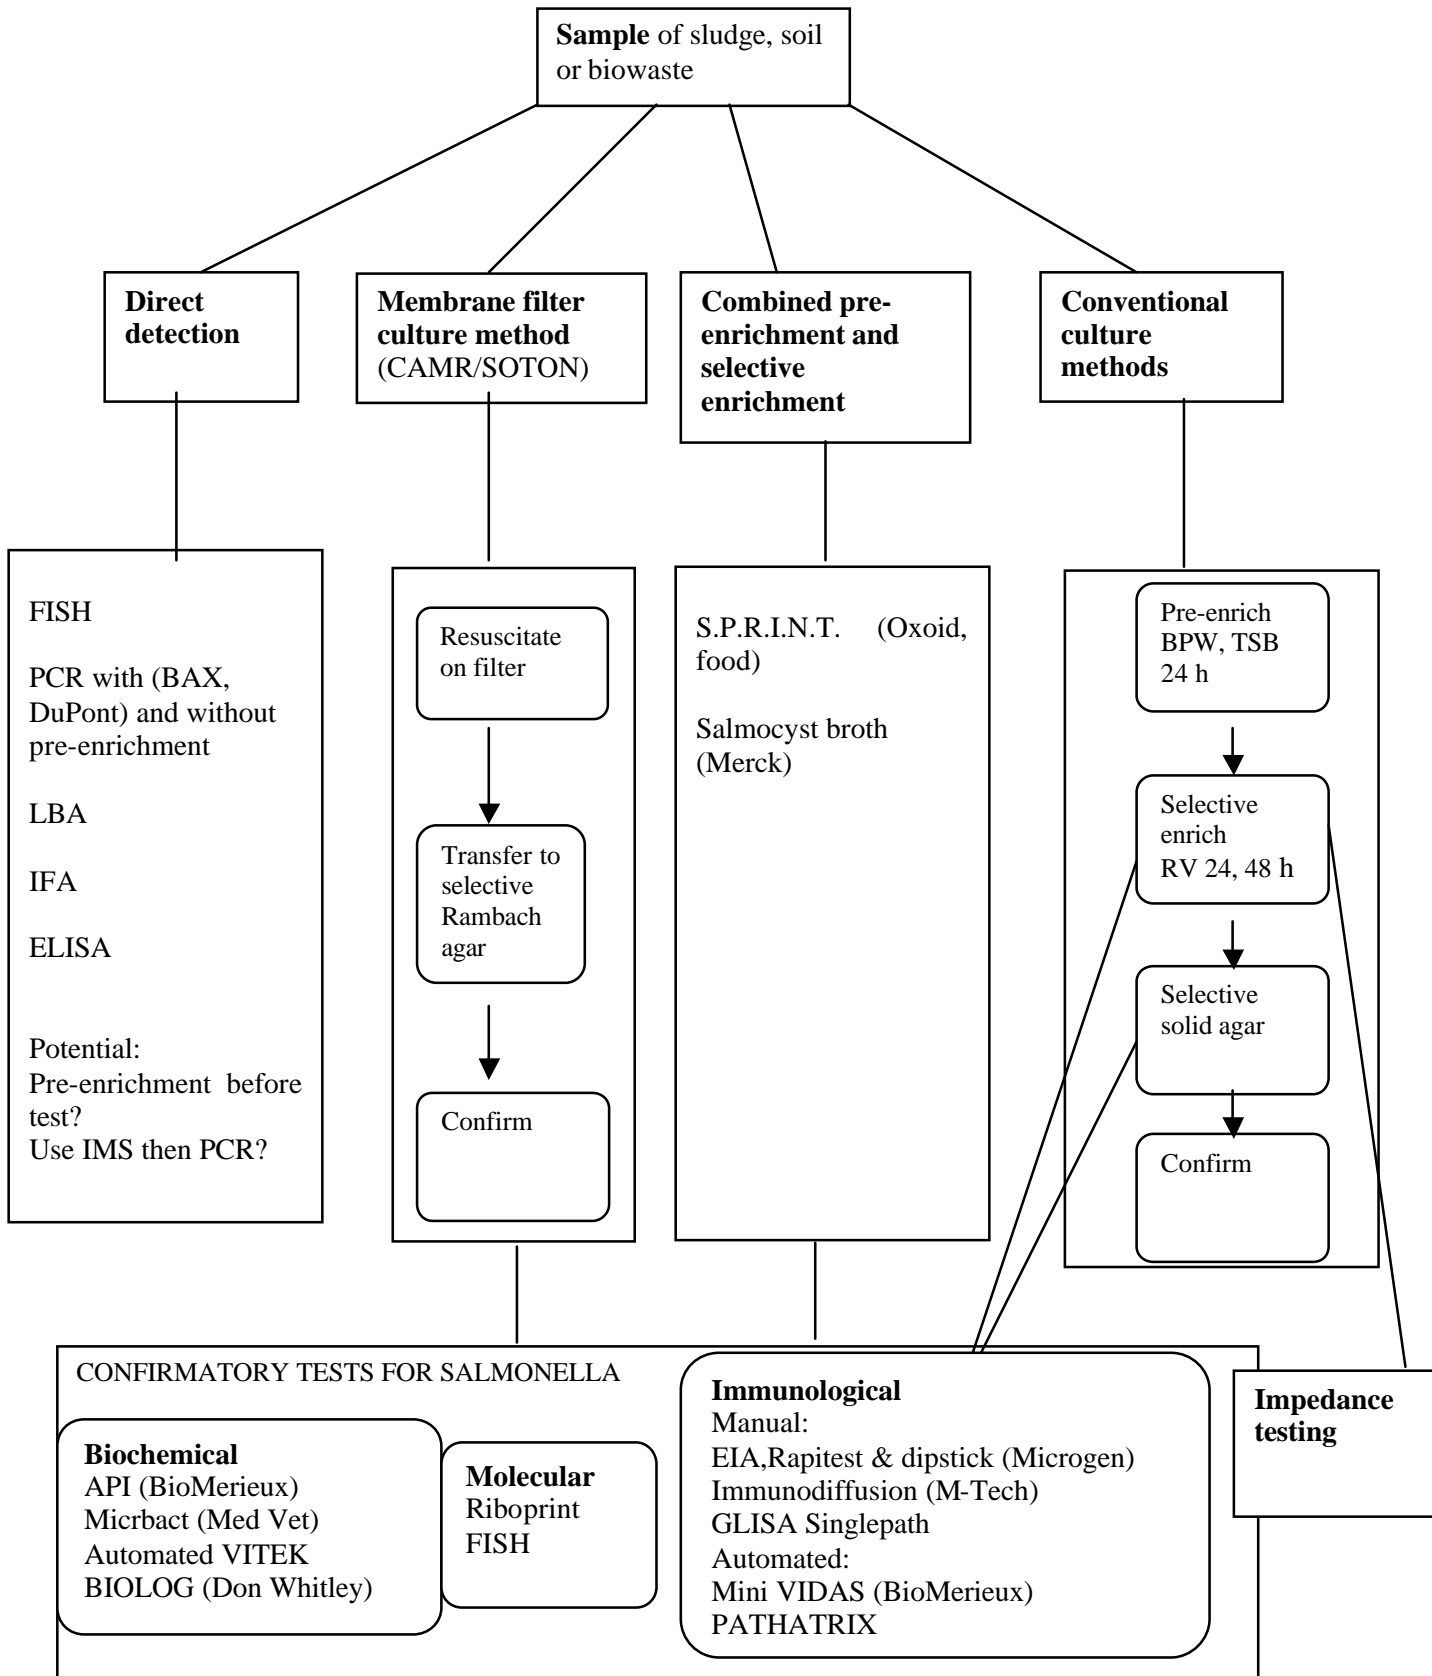 Sample of sludge, soil
or biowaste
Direct
detection
Membrane filter
culture method
(CAMR/SOTON)
Combined pre-
enrichment and
selective
enrichment
Conventional
culture
methods
FISH
PCR with (BAX,
DuPont) and without
pre-enrichment
LBA
IFA
ELISA
Potential:
Pre-enrichment before
test?
Use IMS then PCR?
Resuscitate
on filter
Transfer to
selective
Rambach
agar
Confirm
S.P.R.I.N.T. (Oxoid,
food)
Salmocyst broth
(Merck)
Pre-enrich
BPW, TSB
24 h
Selective
enrich
RV 24, 48 h
Selective
solid agar
Confirm
CONFIRMATORY TESTS FOR SALMONELLA
Biochemical
API (BioMerieux)
Micrbact (Med Vet)
Automated VITEK
BIOLOG (Don Whitley)
Molecular
Riboprint
FISH
Immunological
Manual:
EIA,Rapitest & dipstick (Microgen)
Immunodiffusion (M-Tech)
GLISA Singlepath
Automated:
Mini VIDAS (BioMerieux)
PATHATRIX
Impedance
testing